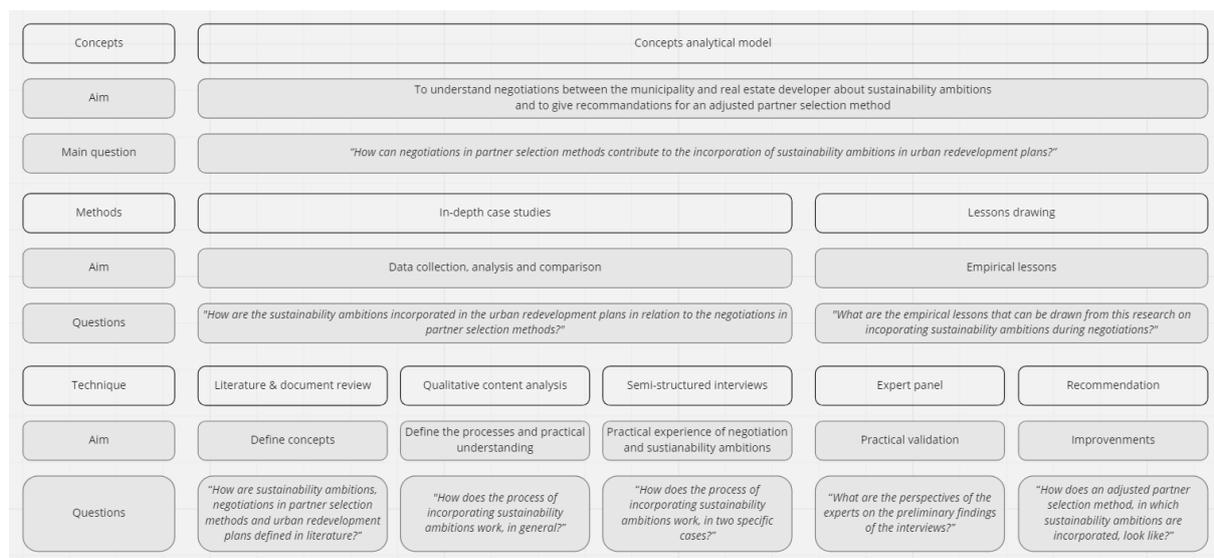 Concepts
Concepts analytical model
Aim
To understand negotiations between the municipality and real estate developer about sustainability ambitions
and to give recommandations for an adjusted partner selection method
Main question
"How can negotiations in partner selection methods contribute to the incorporation of sustainability ambitions in urban redevelopment plans?"
Methods
In-depth case studies
Lessons drawing
Aim
Data collection, analysis and comparison
Empirical lessons
Questions
"How are the sustainability ambitions incorporated in the urban redevelopment plans in relation to the negotiations in
partner selection methods?"
"What are the empirical lessons that can be drawn from this research on
incoporating sustainability ambitions during negotiations?"
Technique
Literature & document review
Qualitative content analysis
Semi-structured interviews
Expert panel
Recommendation
Aim
Define concepts
Define the processes and practical
understanding
Practical experience of negotiation
and sustianability ambitions
Practical validation
Improvenments
Questions
"How are sustainability ambitions,
negotiations in partner selection
methods and urban redevelopment
plans defined in literature?"
"How does the process of
incorporating sustainability
ambitions work, in general?"
"How does the process of
incorporating sustainability
ambitions work, in two specific
cases?"
"What are the perspectives of the
experts on the preliminary findings
of the interviews?"
"How does an adjusted partner
selection method, in which
sustainability ambitions are
incorporated, look like?"